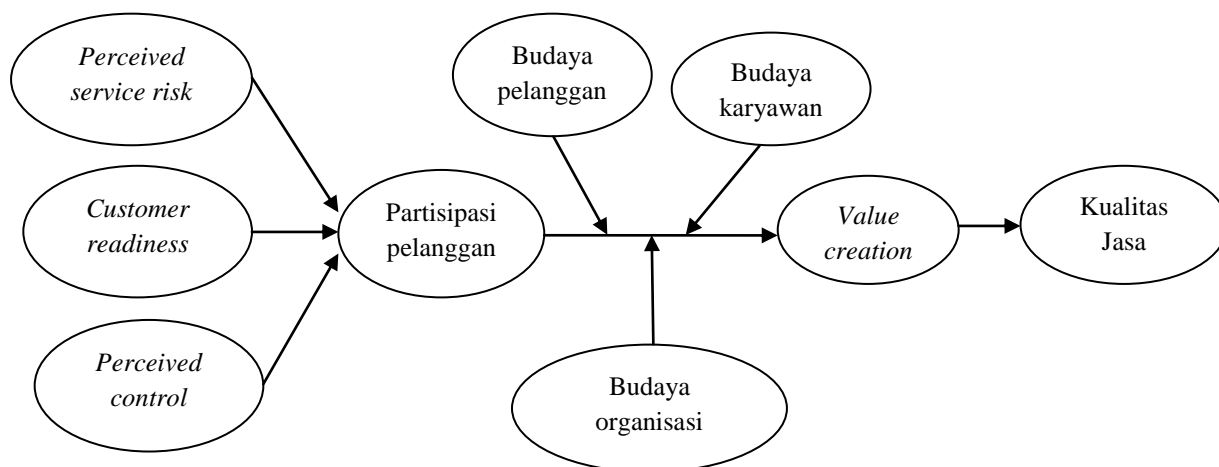 Perceived
service risk
Customer
readiness
Perceived
control
Partisipasi
pelanggan
Budaya
pelanggan
Budaya
karyawan
Budaya
organisasi
Value
creation
Kualitas
Jasa